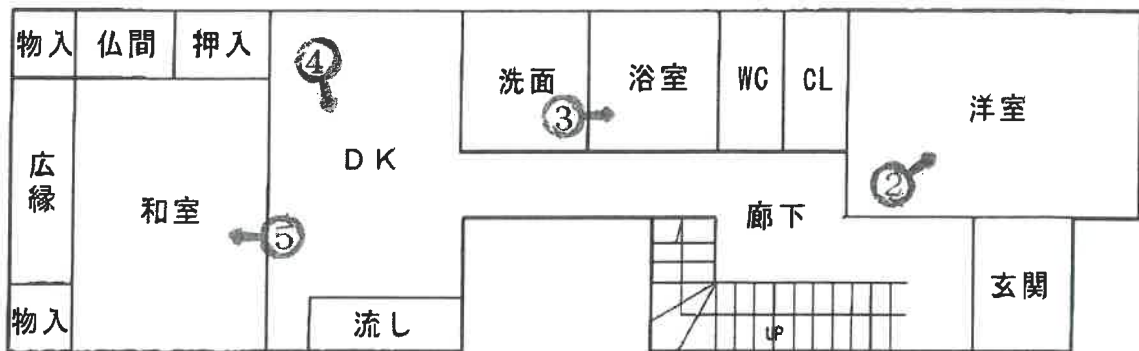 物入 仏間 押入
④
洗面
③
浴室
WC
CL
洋室
②
広縁
和室
⑤
DK
廊下
玄関
物入
流し
UP